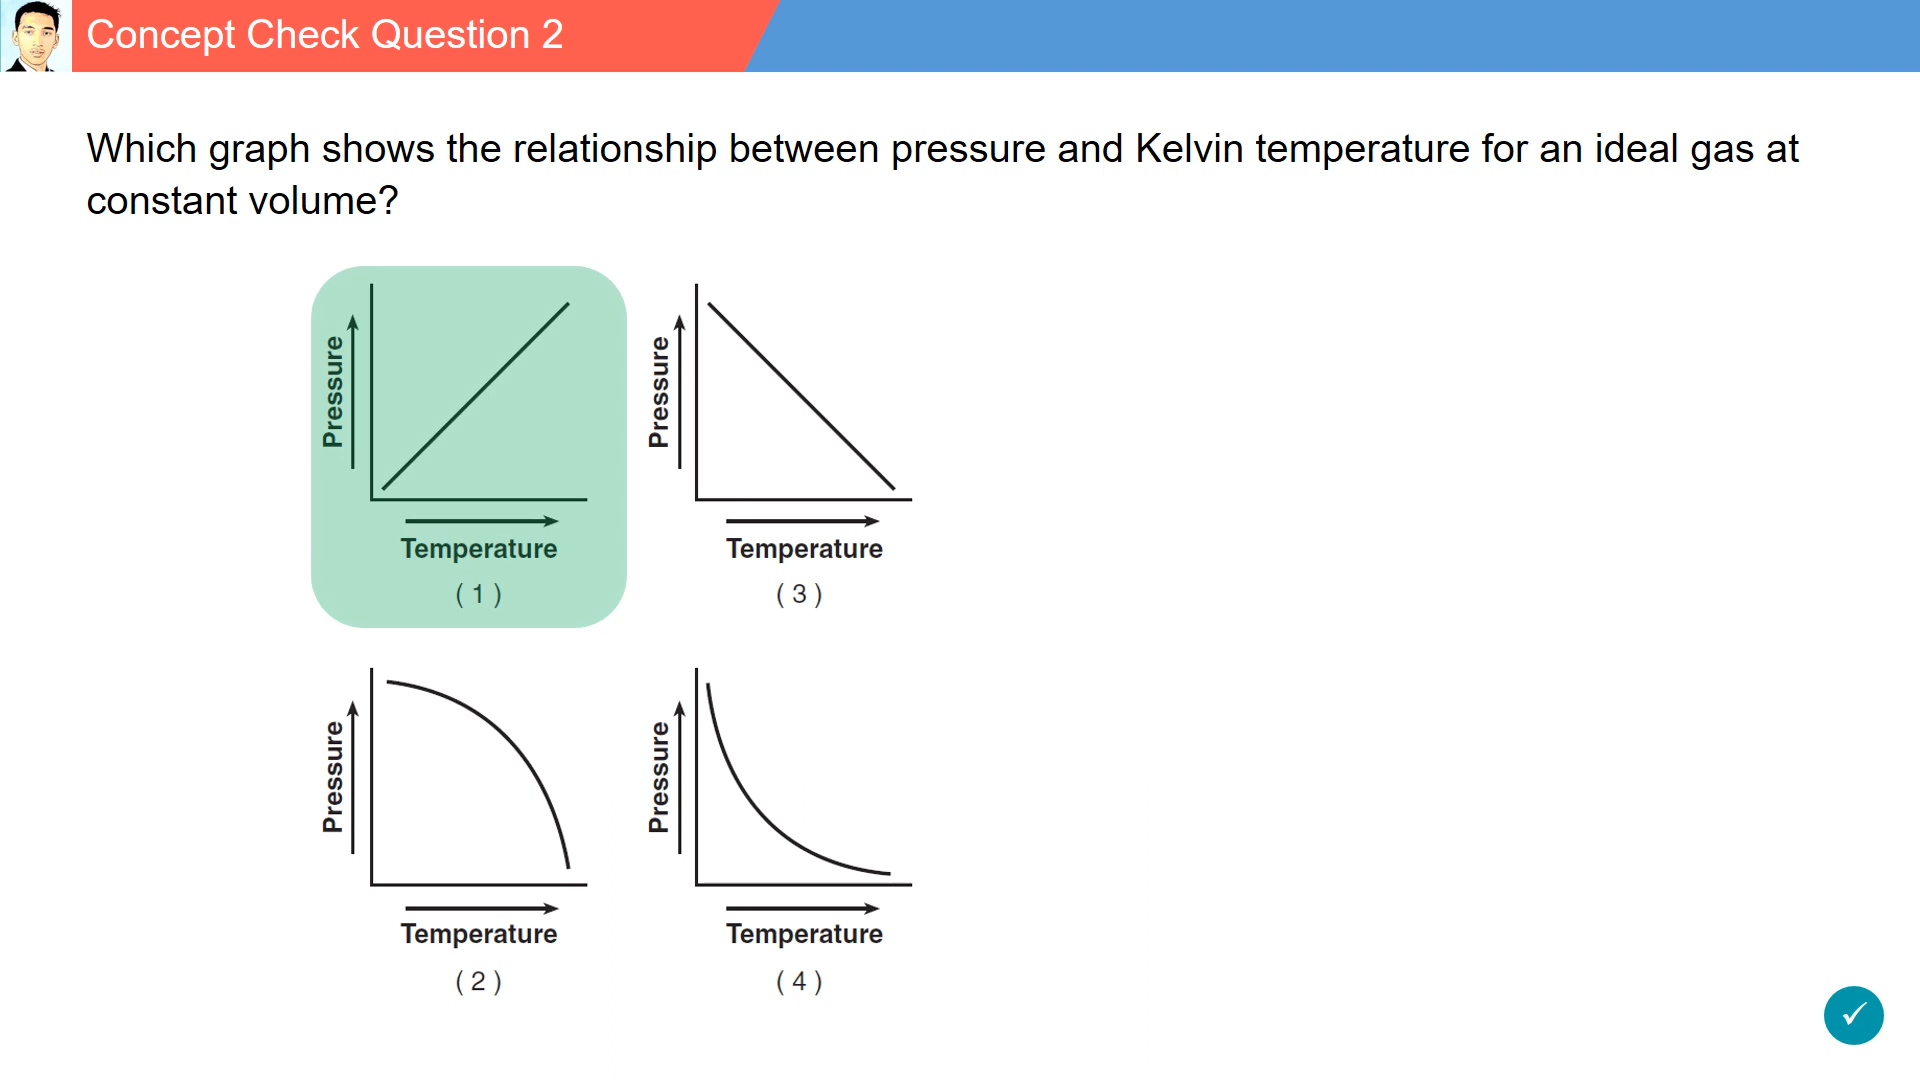 Concept Check Question 2
Which graph shows the relationship between pressure and Kelvin temperature for an ideal gas at
constant volume?
Pressure
Temperature
( 1 )
Pressure
Temperature
( 3 )
Pressure
Temperature
( 2 )
Pressure
Temperature
( 4 )